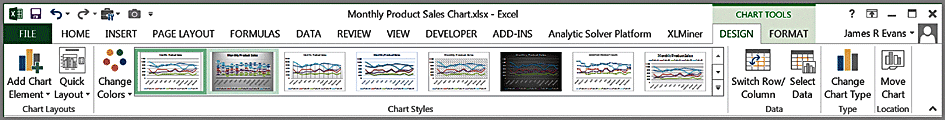 Monthly Product Sales Chart.xlsx - Excel
CHART TOOLS
FILE HOME INSERT PAGE LAYOUT FORMULAS DATA REVIEW VIEW DEVELOPER ADD-INS Analytic Solver Platform XLMiner DESIGN FORMAT James R Evans
Add Chart Element
Quick Layout
Change Colors
Switch Row/ Column
Select Data
Change Chart Type
Move Chart
Chart Layouts Chart Styles Data Type Location